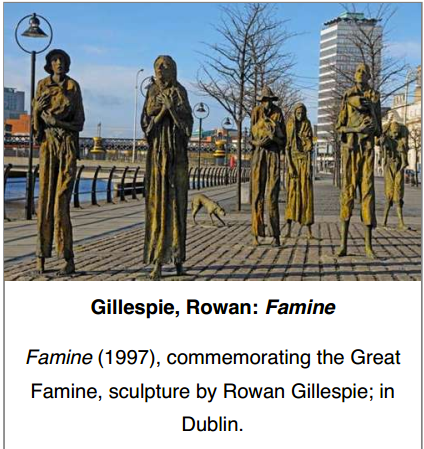 Gillespie, Rowan: Famine
Famine (1997), commemorating the Great
Famine, sculpture by Rowan Gillespie; in
Dublin.